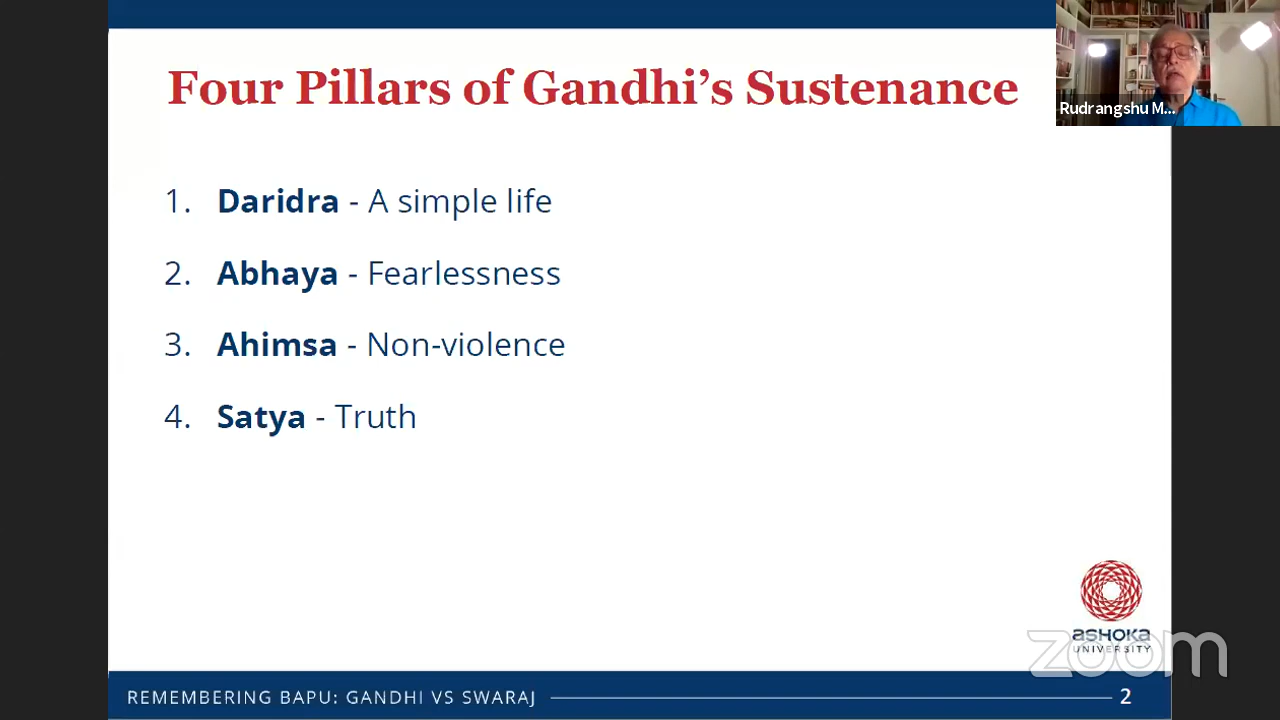 Four Pillars of Gandhi's Sustenance
Rudrangshu M...
1. Daridra - A simple life
2. Abhaya - Fearlessness
3. Ahimsa - Non-violence
4. Satya - Truth
ASHOKA
UNIVERSITY
zoom
REMEMBERING BAPU: GANDHI VS SWARAJ 2